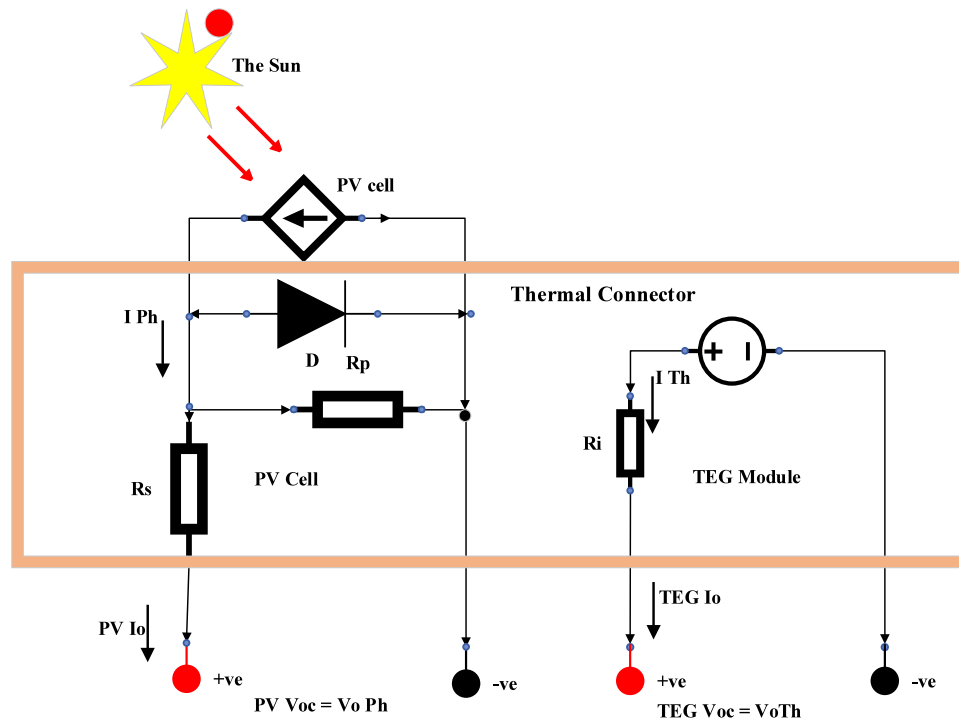 The Sun
PV cell
Thermal Connector
I Ph
D
Rp
I Th
Rs
PV Cell
Ri
TEG Module
PV Io
TEG Io
+ve
-ve
+ve
-ve
PV Voc = Vo Ph
TEG Voc = VoTh